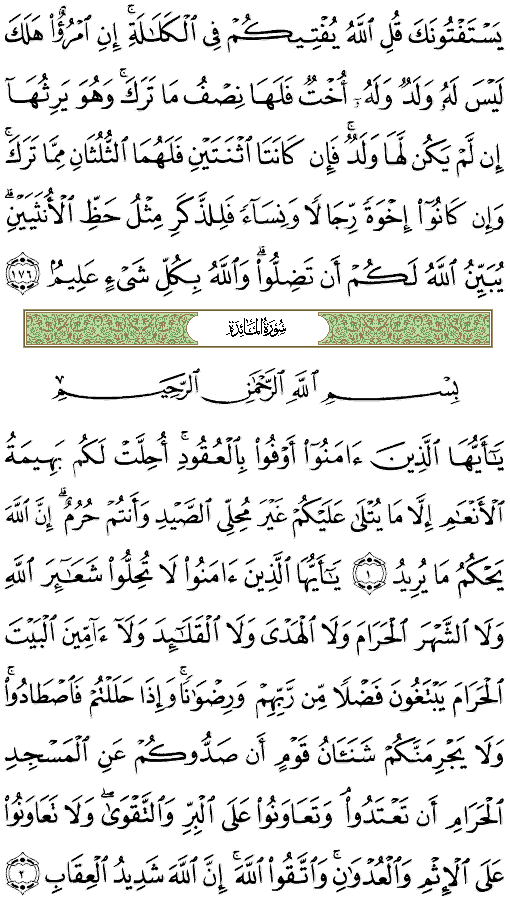 يَسْتَفْتُونَكَ قُلِ ٱللَّهُ يُفْتِيكُمْ فِى ٱلْكَلَٰلَةِ ۚ إِنِ ٱمْرُؤٌا۟ هَلَكَ
لَيْسَ لَهُۥ وَلَدٌ وَلَهُۥٓ أُخْتٌ فَلَهَا نِصْفُ مَا تَرَكَ ۚ وَهُوَ يَرِثُهَآ
إِن لَّمْ يَكُن لَّهَا وَلَدٌ ۚ فَإِن كَانَتَا ٱثْنَتَيْنِ فَلَهُمَا ٱلثُّلُثَانِ مِمَّا تَرَكَ ۚ
وَإِن كَانُوٓا۟ إِخْوَةً رِّجَالًا وَنِسَآءً فَلِلذَّكَرِ مِثْلُ حَظِّ ٱلْأُنثَيَيْنِ ۗ
يُبَيِّنُ ٱللَّهُ لَكُمْ أَن تَضِلُّوا۟ ۗ وَٱللَّهُ بِكُلِّ شَىْءٍ عَلِيمٌۢ ١٧٦
سُورَةُ المَائِدَة
بِسْمِ ٱللَّهِ ٱلرَّحْمَٰنِ ٱلرَّحِيمِ
يَٰٓأَيُّهَا ٱلَّذِينَ ءَامَنُوٓا۟ أَوْفُوا۟ بِٱلْعُقُودِ ۚ أُحِلَّتْ لَكُم بَهِيمَةُ
ٱلْأَنْعَٰمِ إِلَّا مَا يُتْلَىٰ عَلَيْكُمْ غَيْرَ مُحِلِّى ٱلصَّيْدِ وَأَنتُمْ حُرُمٌ ۗ إِنَّ ٱللَّهَ
يَحْكُمُ مَا يُرِيدُ ١ يَٰٓأَيُّهَا ٱلَّذِينَ ءَامَنُوا۟ لَا تُحِلُّوا۟ شَعَٰٓئِرَ ٱللَّهِ
وَلَا ٱلشَّهْرَ ٱلْحَرَامَ وَلَا ٱلْهَدْىَ وَلَا ٱلْقَلَٰٓئِدَ وَلَآ ءَآمِّينَ ٱلْبَيْتَ
ٱلْحَرَامَ يَبْتَغُونَ فَضْلًا مِّن رَّبِّهِمْ وَرِضْوَٰنًا ۚ وَإِذَا حَلَلْتُمْ فَٱصْطَادُوا۟ ۚ
وَلَا يَجْرِمَنَّكُمْ شَنَـَٔانُ قَوْمٍ أَن صَدُّوكُمْ عَنِ ٱلْمَسْجِدِ
ٱلْحَرَامِ أَن تَعْتَدُوا۟ ۘ وَتَعَاوَنُوا۟ عَلَى ٱلْبِرِّ وَٱلتَّقْوَىٰ ۖ وَلَا تَعَاوَنُوا۟
عَلَى ٱلْإِثْمِ وَٱلْعُدْوَٰنِ ۚ وَٱتَّقُوا۟ ٱللَّهَ ۖ إِنَّ ٱللَّهَ شَدِيدُ ٱلْعِقَابِ ٢